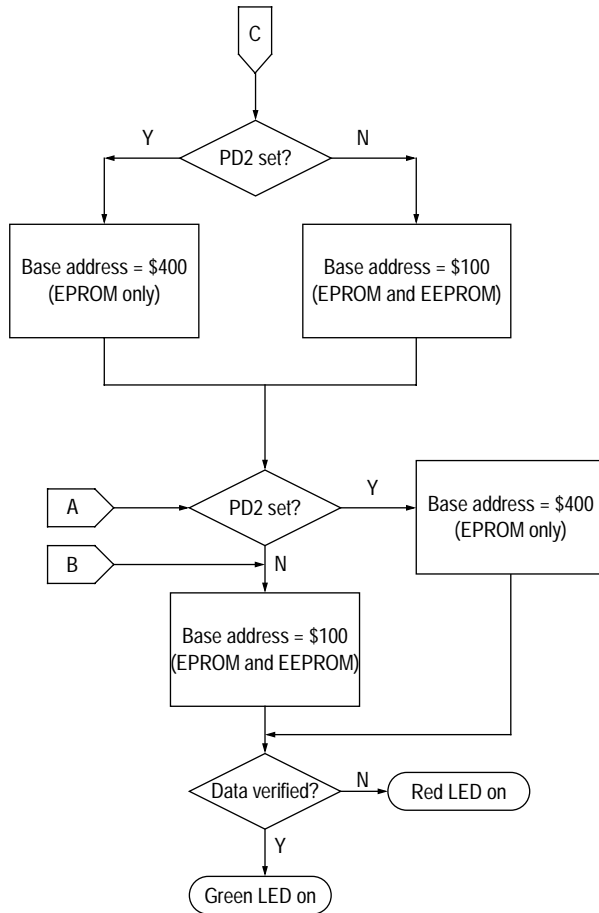 C
Y
N
PD2 set?
Base address = $400
(EPROM only)
Base address = $100
(EPROM and EEPROM)
A
PD2 set?
Y
Base address = $400
(EPROM only)
B
N
Base address = $100
(EPROM and EEPROM)
Data verified?
N
Red LED on
Y
Green LED on